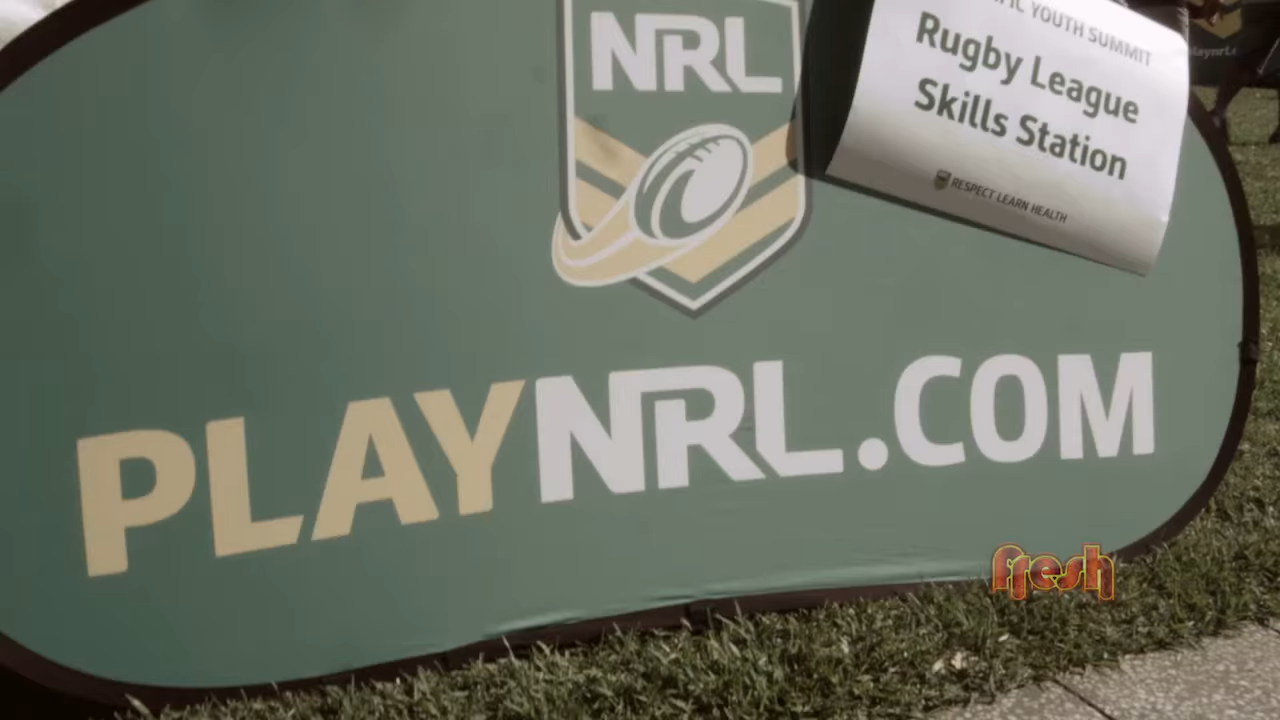 NRL
YOUTH SUMMIT
Rugby League
Skills Station
RESPECT LEARN HEALTH
PLAYNRL.COM
fresh